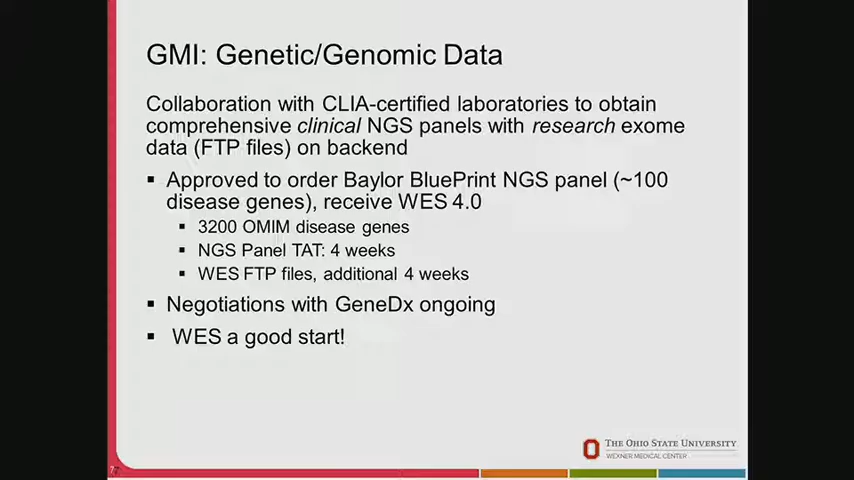 GMI: Genetic/Genomic Data
Collaboration with CLIA-certified laboratories to obtain
comprehensive clinical NGS panels with research exome
data (FTP files) on backend
▪ Approved to order Baylor BluePrint NGS panel (~100
disease genes), receive WES 4.0
▪ 3200 OMIM disease genes
▪ NGS Panel TAT: 4 weeks
▪ WES FTP files, additional 4 weeks
▪ Negotiations with GeneDx ongoing
▪ WES a good start!
THE OHIO STATE UNIVERSITY
WEXNER MEDICAL CENTER